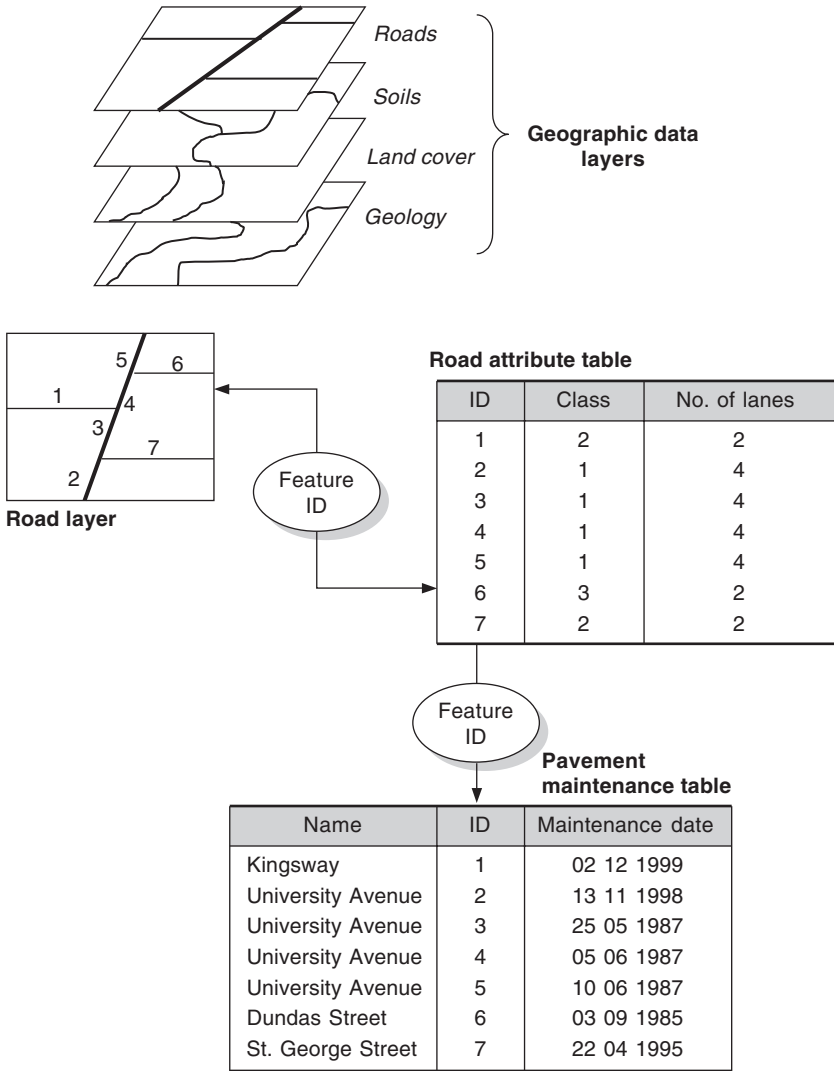 Roads
Soils
Land cover
Geology
Geographic data
layers
5
6
1
4
3
7
2
Road layer
Feature
ID
Road attribute table
ID Class No. of lanes
1 2 2
2 1 4
3 1 4
4 1 4
5 1 4
6 3 2
7 2 2
Feature
ID
Pavement
maintenance table
Name ID Maintenance date
Kingsway 1 02 12 1999
University Avenue 2 13 11 1998
University Avenue 3 25 05 1987
University Avenue 4 05 06 1987
University Avenue 5 10 06 1987
Dundas Street 6 03 09 1985
St. George Street 7 22 04 1995